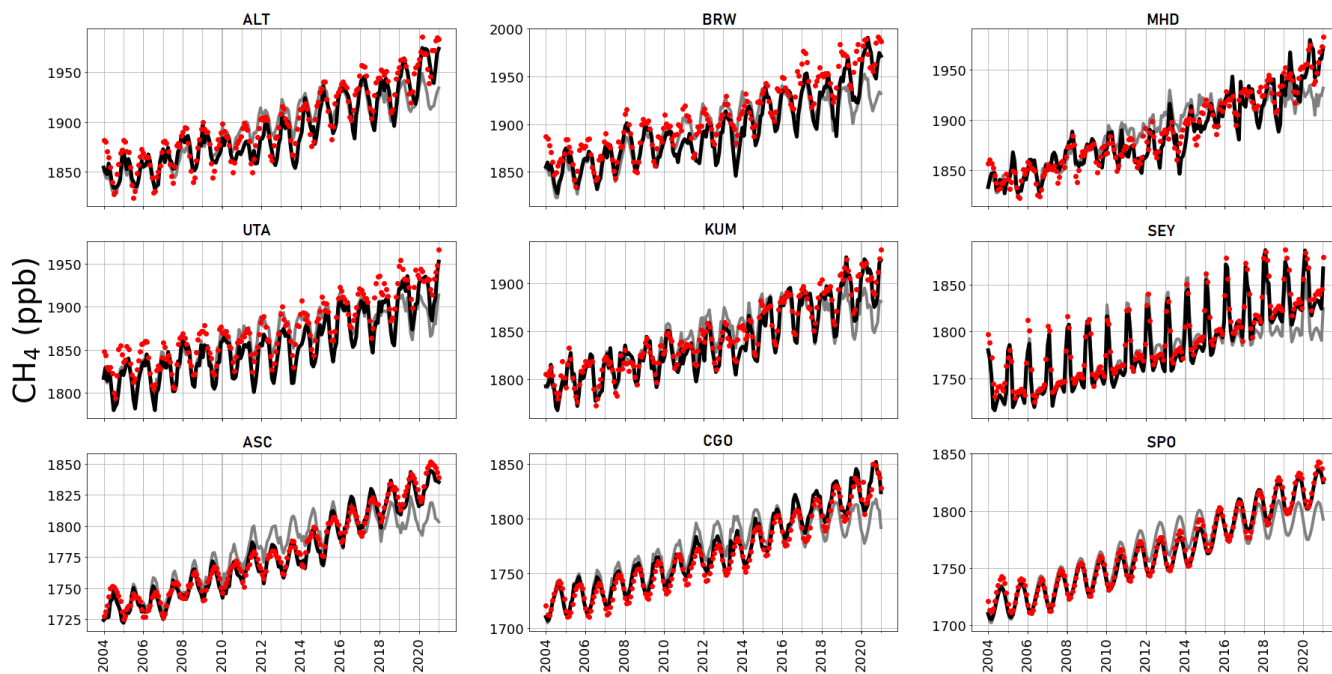 ALT BRW MHD
1950 1900 1850
2000 1950 1900 1850
1950 1900 1850
UTA KUM SEY
1950 1900 1850 1800
1900 1850 1800
1850 1800 1750
CH4 (ppb)
ASC CGO SPO
1850 1825 1800 1775 1750 1725
1850 1800 1750 1700
1850 1800 1750 1700
2004 2006 2008 2010 2012 2014 2016 2018 2020
2004 2006 2008 2010 2012 2014 2016 2018 2020
2004 2006 2008 2010 2012 2014 2016 2018 2020